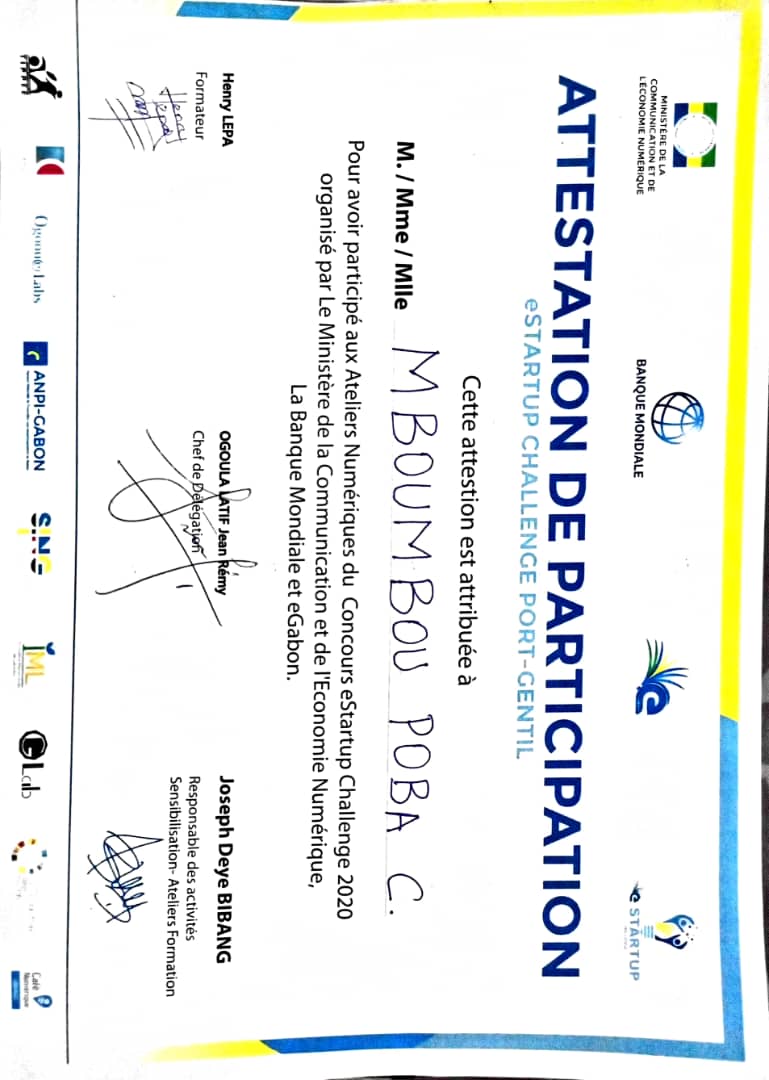 MINISTÈRE DE LA
COMMUNICATION ET DE
L'ÉCONOMIE NUMÉRIQUE
BANQUE MONDIALE
e STARTUP
ATTESTATION DE PARTICIPATION
eSTARTUP CHALLENGE PORT-GENTIL
Cette attestion est attribuée à
M. / Mme / Mlle MBOUMBOU POBA C.
Pour avoir participé aux Ateliers Numériques du Concours eStartup Challenge 2020
organisé par Le Ministère de la Communication et de l'Economie Numérique,
La Banque Mondiale et eGabon.
Henry LEPA
Formateur
Henry
Lepa
OGOULA LATIF Jean Rémy
Chef de Délégation
Joseph Deye BIBANG
Responsable des activités
Sensibilisation- Ateliers Formation
Ogooué Labs
ANPI-GABON
SING
IML
G Lab
Café
Numérique